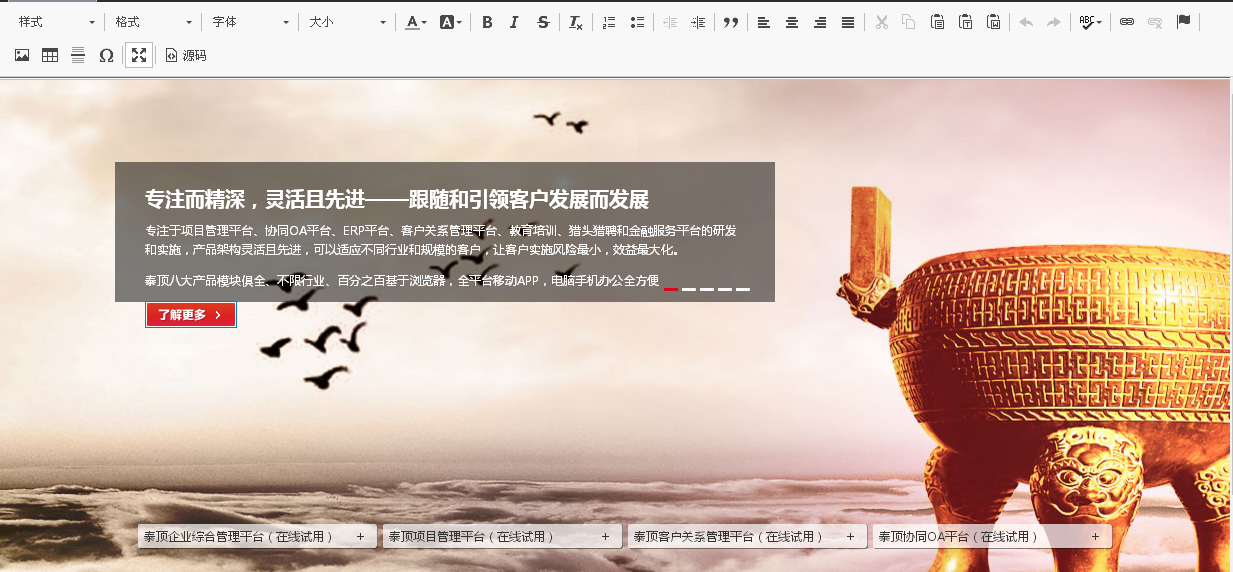 样式 格式 字体 大小
源码
专注而精深，灵活且先进——跟随和引领客户发展而发展
专注于项目管理平台、协同OA平台、ERP平台、客户关系管理平台、教育培训、猎头猎聘和金融服务平台的研发
和实施，产品架构灵活且先进，可以适应不同行业和规模的客户，让客户实施风险最小，效益最大化。
泰顶八大产品模块俱全、不限行业、百分之百基于浏览器，全平台移动APP，电脑手机办公全方便
了解更多 >
泰顶企业综合管理平台（在线试用） + 泰顶项目管理平台（在线试用） + 泰顶客户关系管理平台（在线试用） + 泰顶协同OA平台（在线试用） +